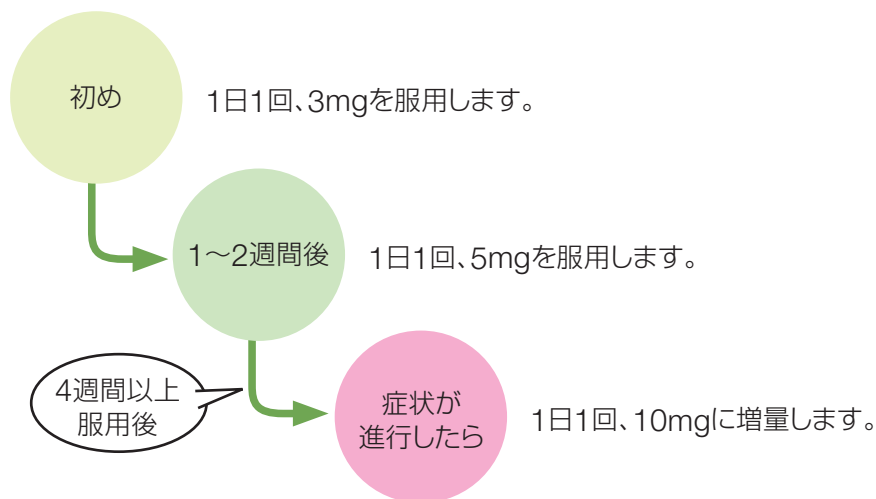 初め
1日1回、3mgを服用します。
1～2週間後
1日1回、5mgを服用します。
4週間以上
服用後
症状が
進行したら
1日1回、10mgに増量します。